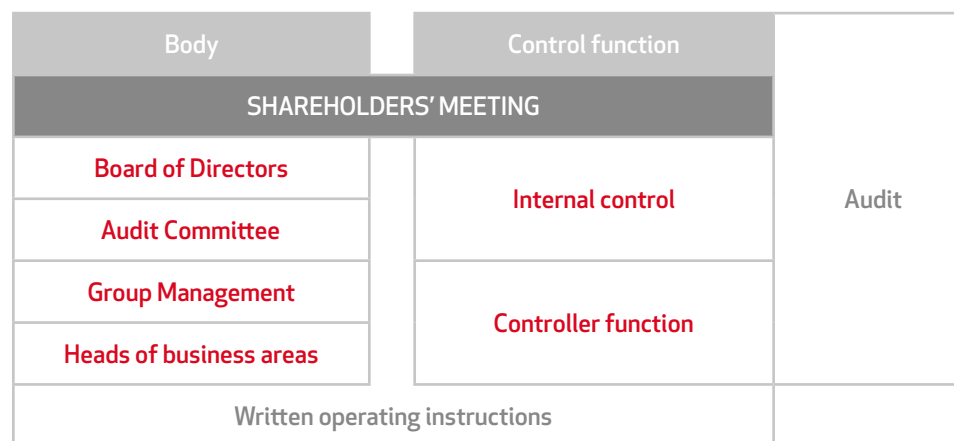 Body
Control function
SHAREHOLDERS' MEETING
Board of Directors
Audit Committee
Group Management
Heads of business areas
Internal control
Controller function
Audit
Written operating instructions